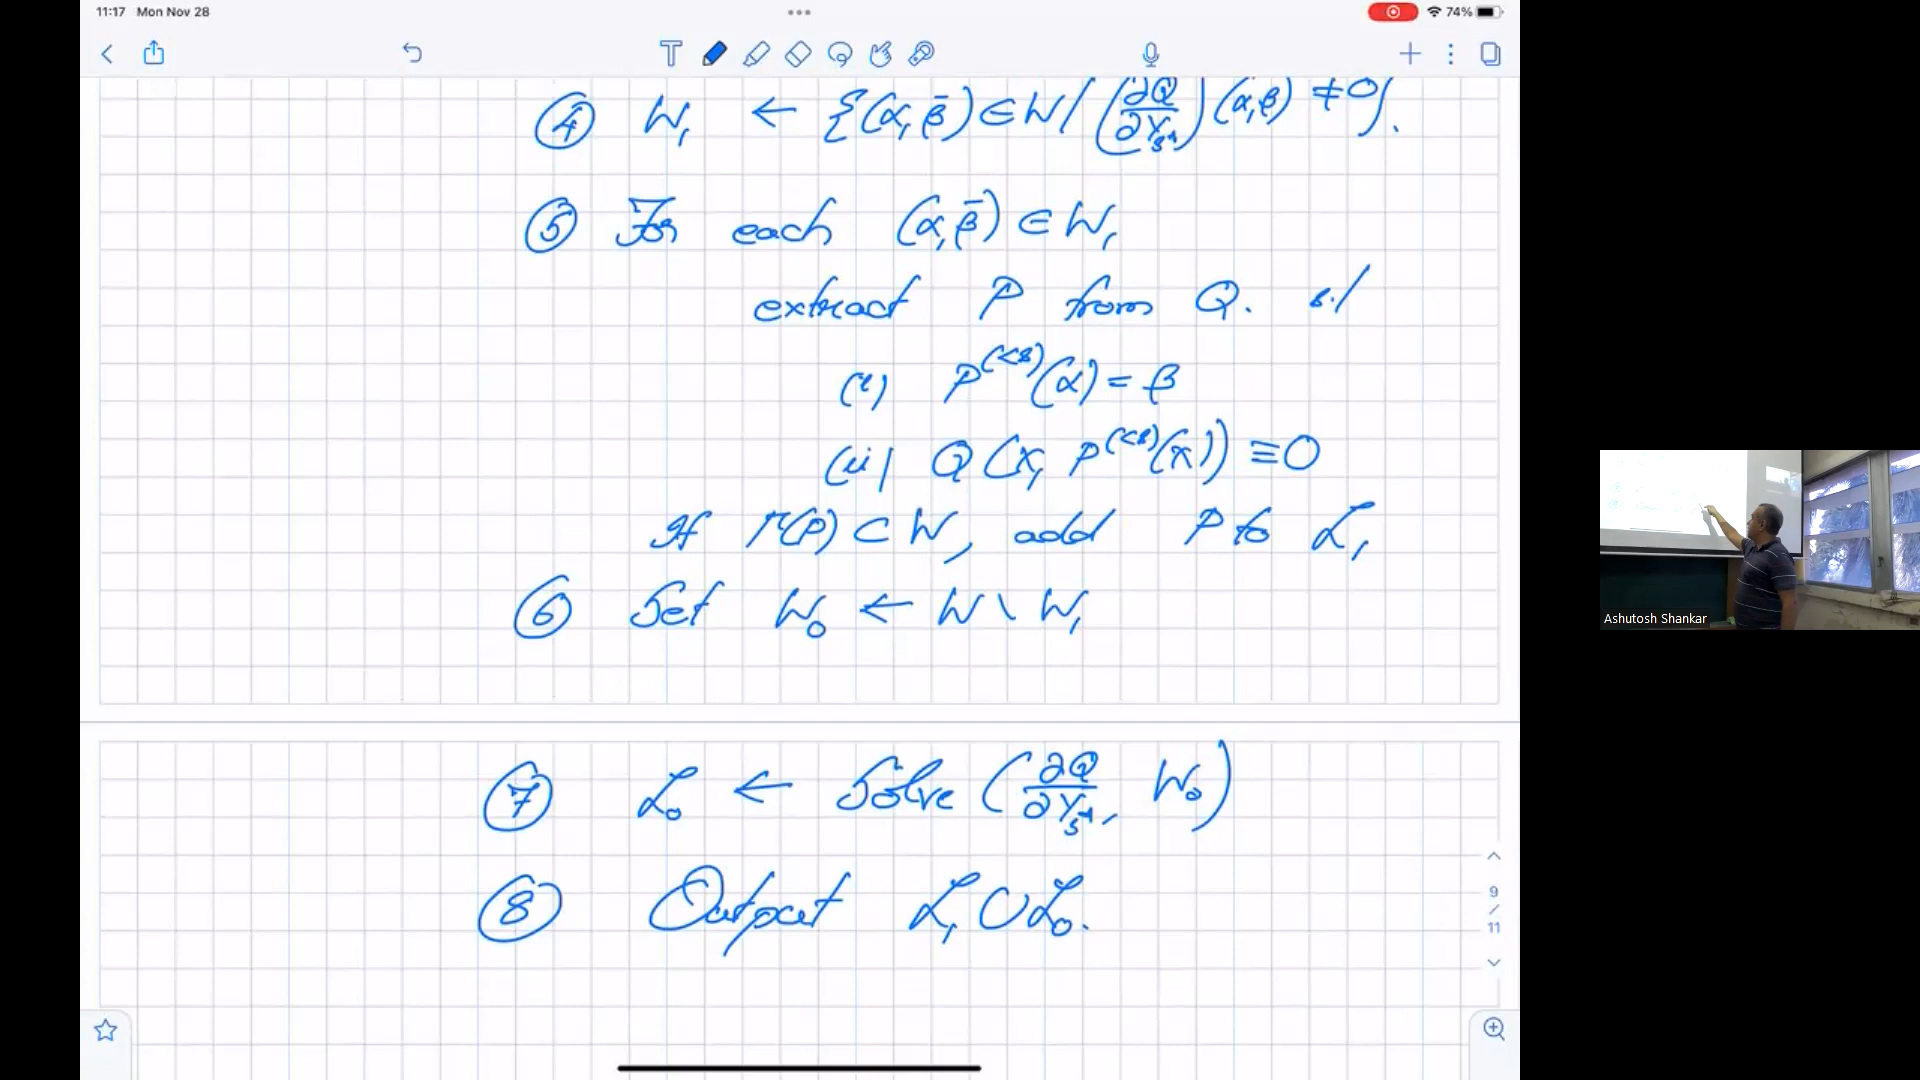 11:17 Mon Nov 28
74%
④ W₁ ← {(α, β̄) ∈ W / (∂Q/∂Y_{s-1})(α, β) ≠ 0}.
⑤ For each (α, β̄) ∈ W₁
extract P from Q. s./
(i) P^{(<s)}(α) = β
(ii) Q(x, P^{(<s)}(x)) ≡ 0
If Γ(P) ⊂ W, add P to L₁
⑥ Set W₀ ← W \ W₁
⑦ L₀ ← Solve (∂Q/∂Y_{s-1}, W₀)
⑧ Output L₁ ∪ L₀.
9
/
11
Ashutosh Shankar